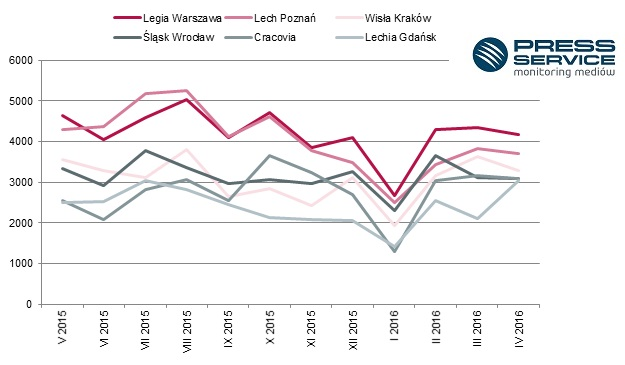 Legia Warszawa Lech Poznań Wisła Kraków
Śląsk Wrocław Cracovia Lechia Gdańsk
PRESS
SERVICE
monitoring mediów
6000
5000
4000
3000
2000
1000
0
V 2015
VI 2015
VII 2015
VIII 2015
IX 2015
X 2015
XI 2015
XII 2015
I 2016
II 2016
III 2016
IV 2016